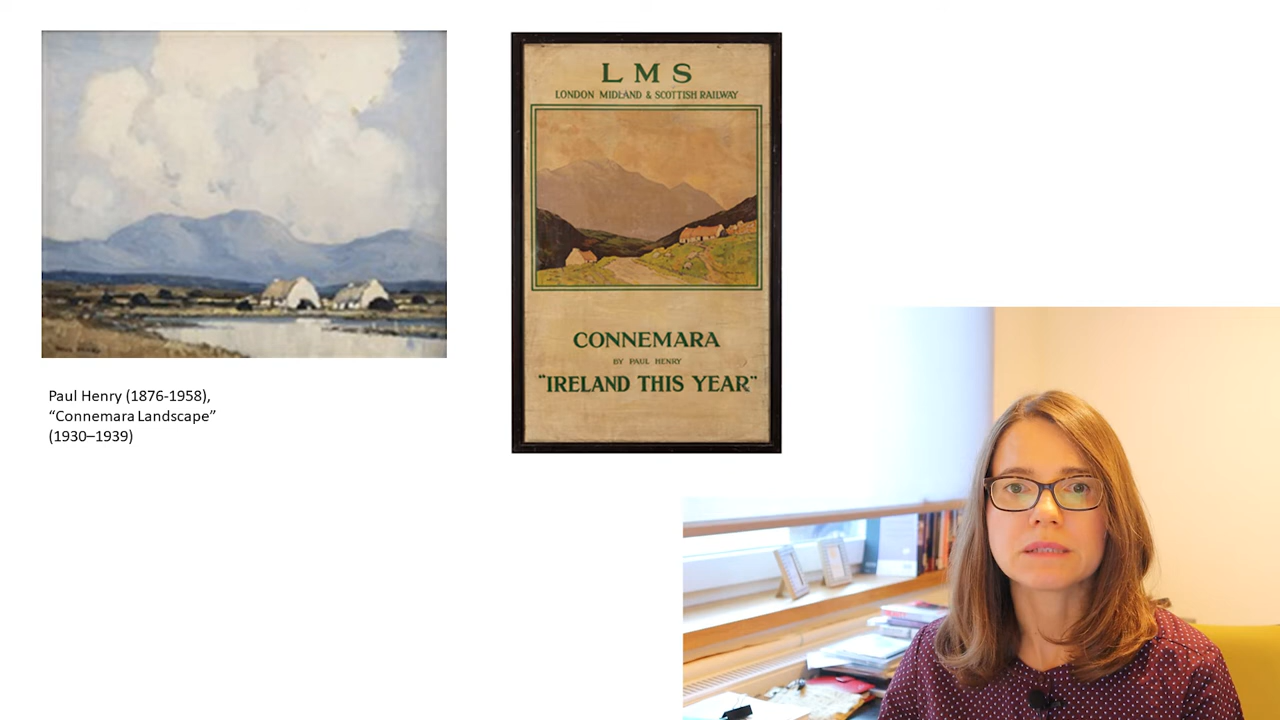 Paul Henry (1876-1958),
“Connemara Landscape”
(1930–1939)
L M S
LONDON MIDLAND & SCOTTISH RAILWAY
CONNEMARA
BY PAUL HENRY
“IRELAND THIS YEAR”